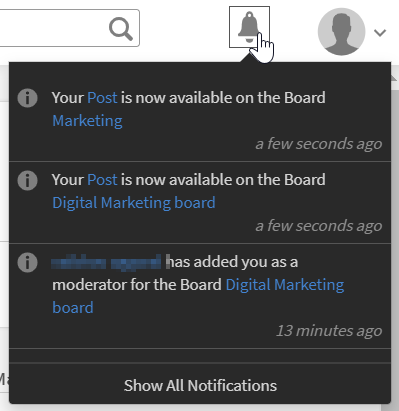 Your Post is now available on the Board
Marketing
a few seconds ago
Your Post is now available on the Board
Digital Marketing board
a few seconds ago
has added you as a
moderator for the Board Digital Marketing
board
13 minutes ago
Show All Notifications